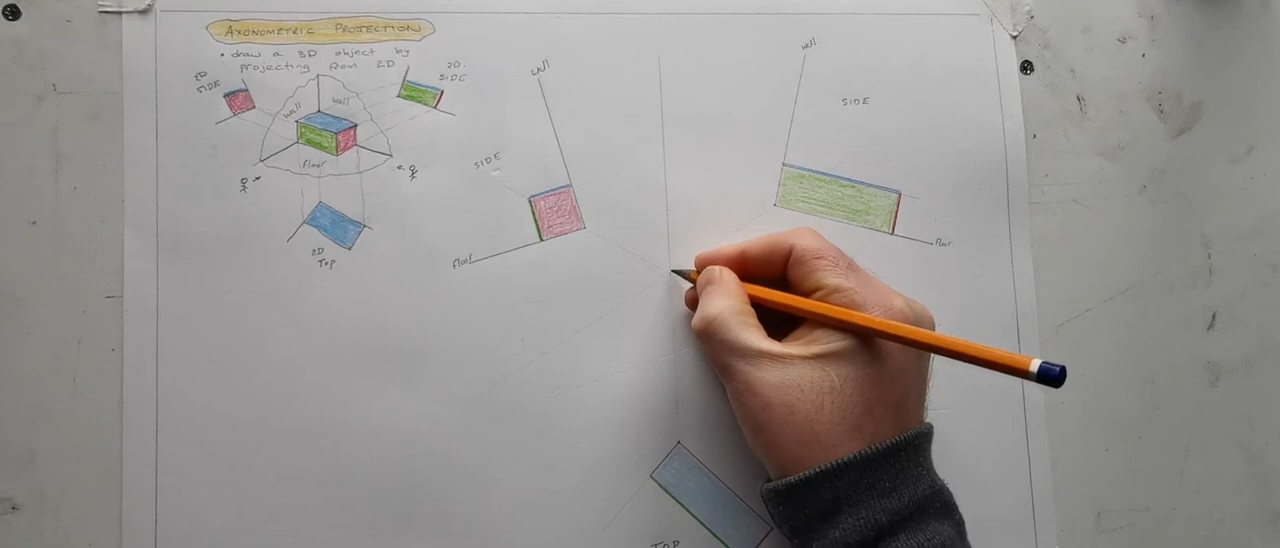 AXONOMETRIC PROJECTION
• draw a 3D object by
projecting from 2D
2D
SIDE
2D.
SIDE
wall
wall
floor
2D
TOP.
wall
SIDE
floor
wall.
SIDE
floor
TOP